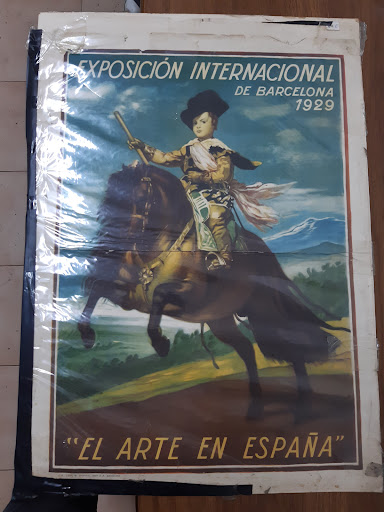 EXPOSICIÓN INTERNACIONAL
DE BARCELONA
1929
"EL ARTE EN ESPAÑA"